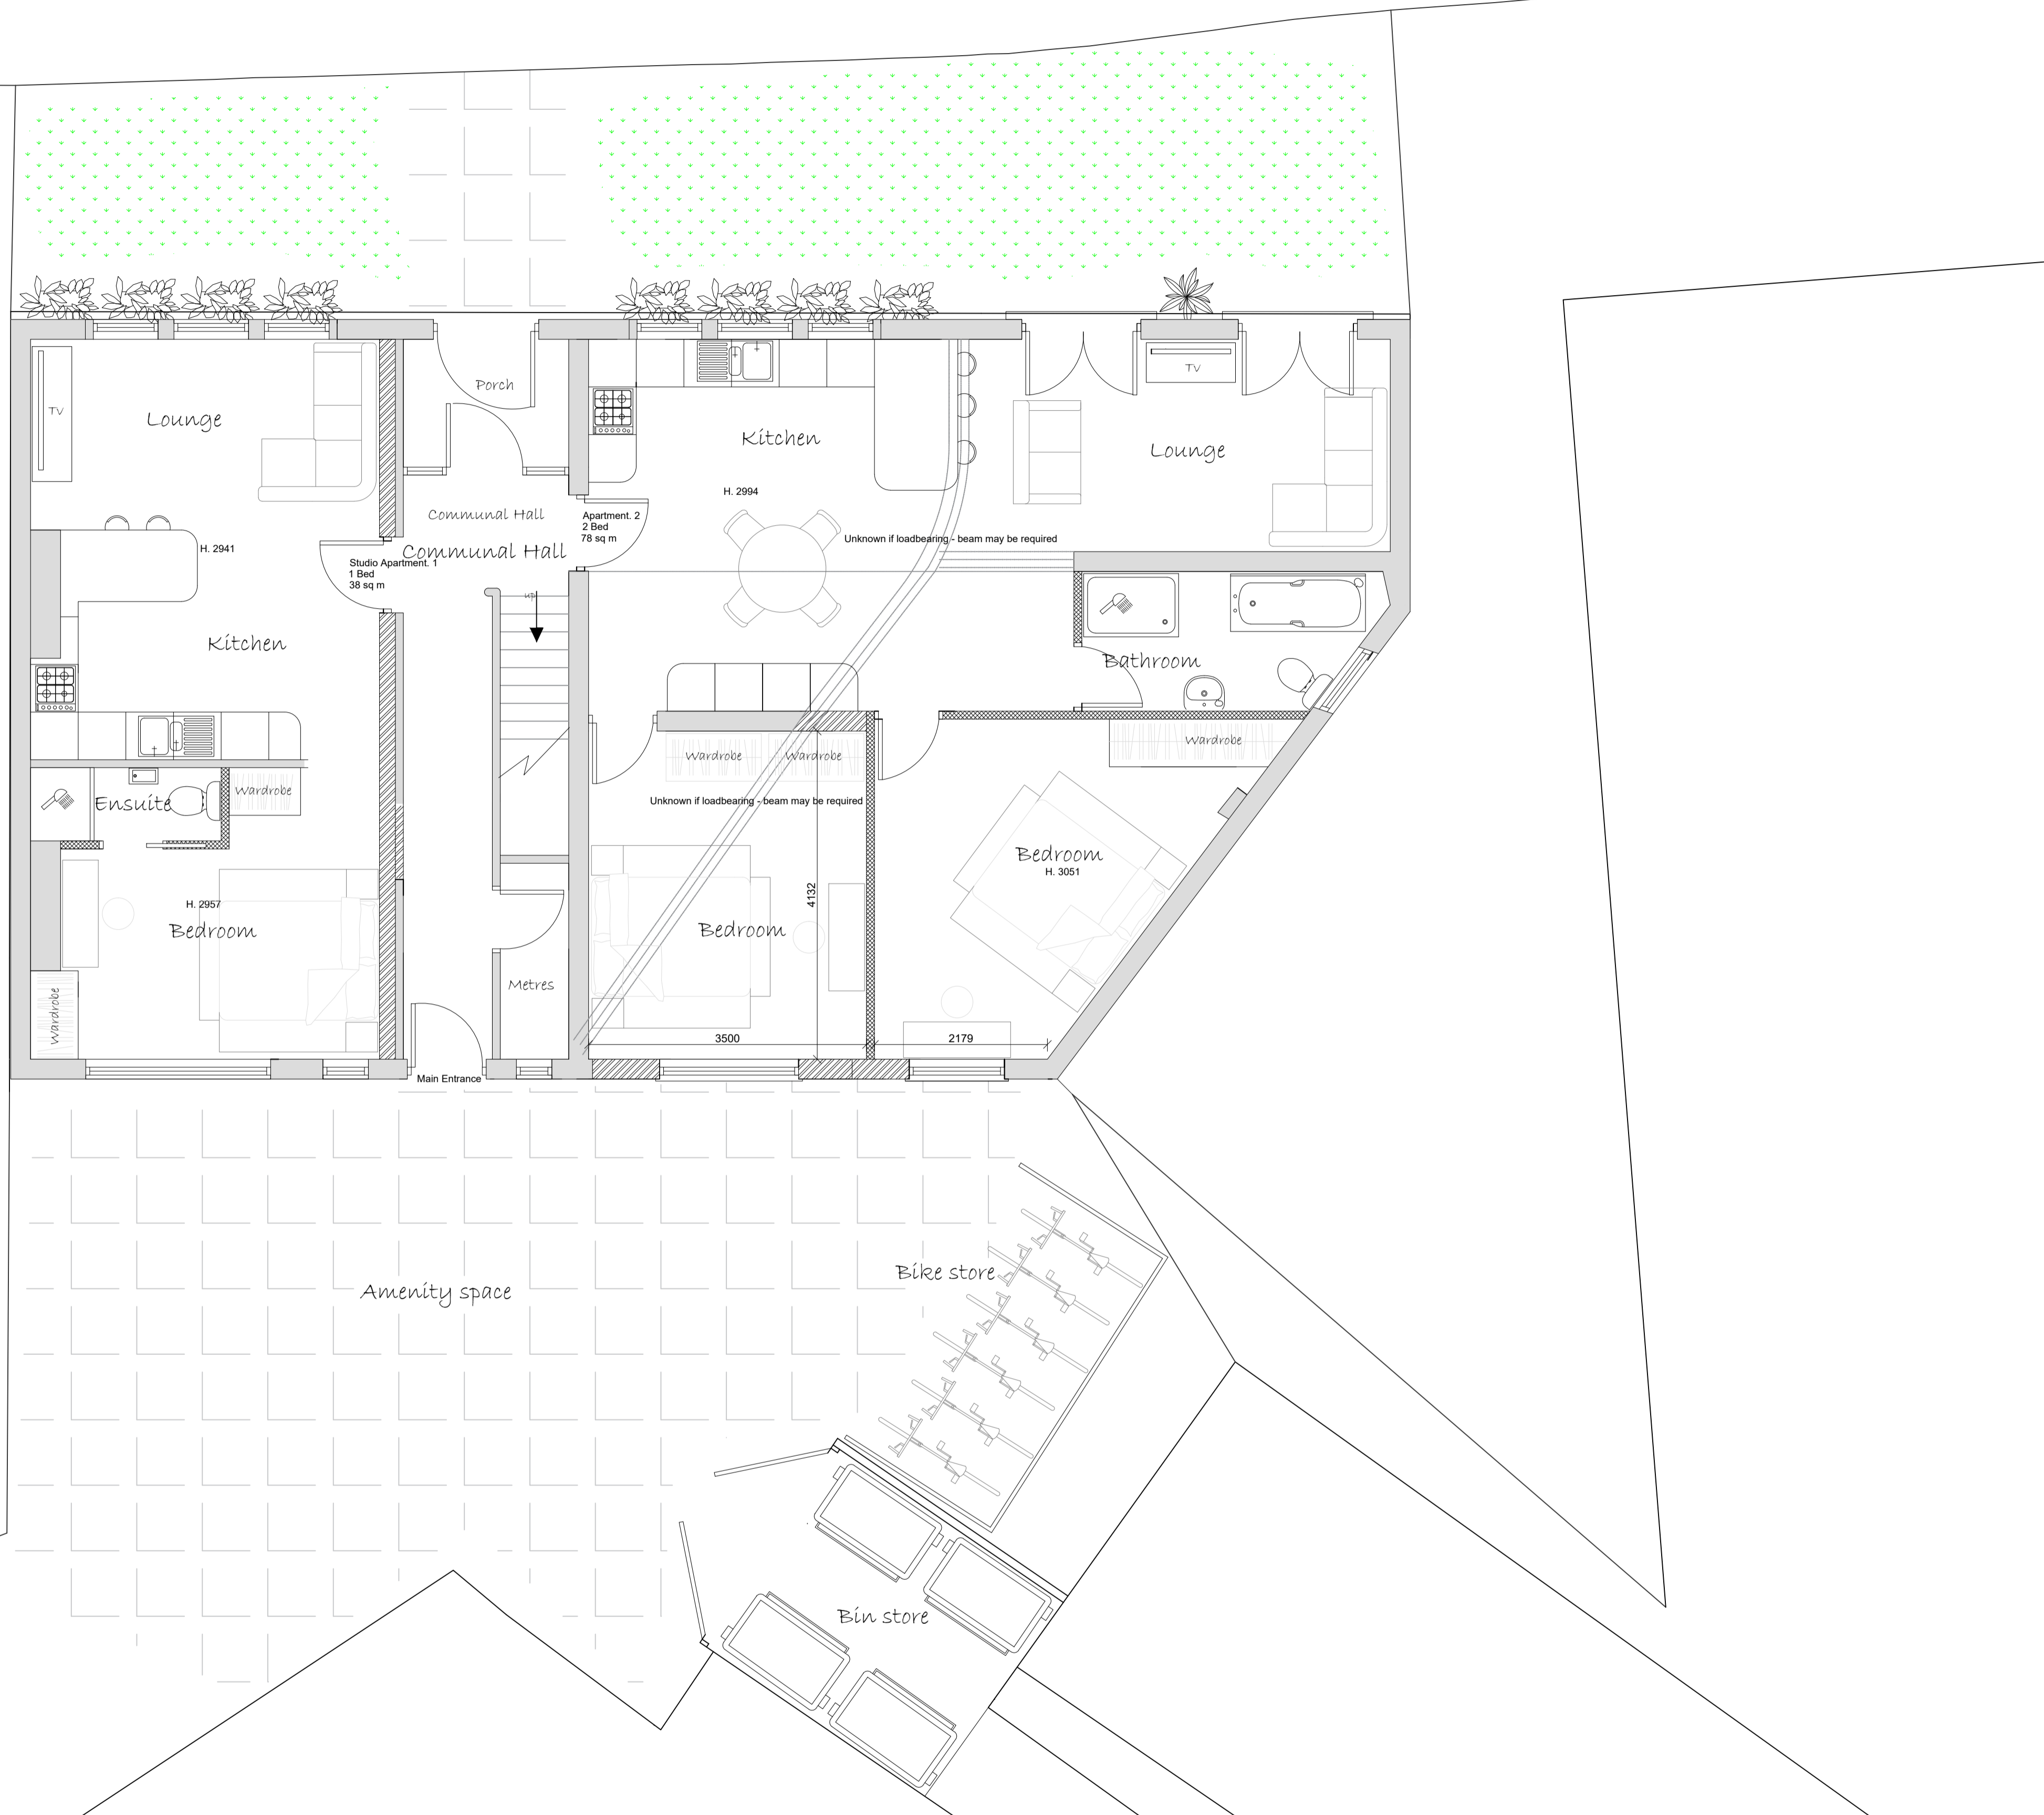 Porch
TV
TV
Lounge
Kitchen
Lounge
H. 2994
Communal Hall
Apartment. 2
2 Bed
78 sq m
Unknown if loadbearing - beam may be required
H. 2941
Communal Hall
Studio Apartment. 1
1 Bed
38 sq m
up
Kitchen
Bathroom
Wardrobe
Wardrobe
Wardrobe
Wardrobe
Ensuite
Unknown if loadbearing - beam may be required
Bedroom
H. 3051
4132
H. 2957
Bedroom
Bedroom
Metres
Wardrobe
3500
2179
Main Entrance
Bike store
Amenity space
Bin store